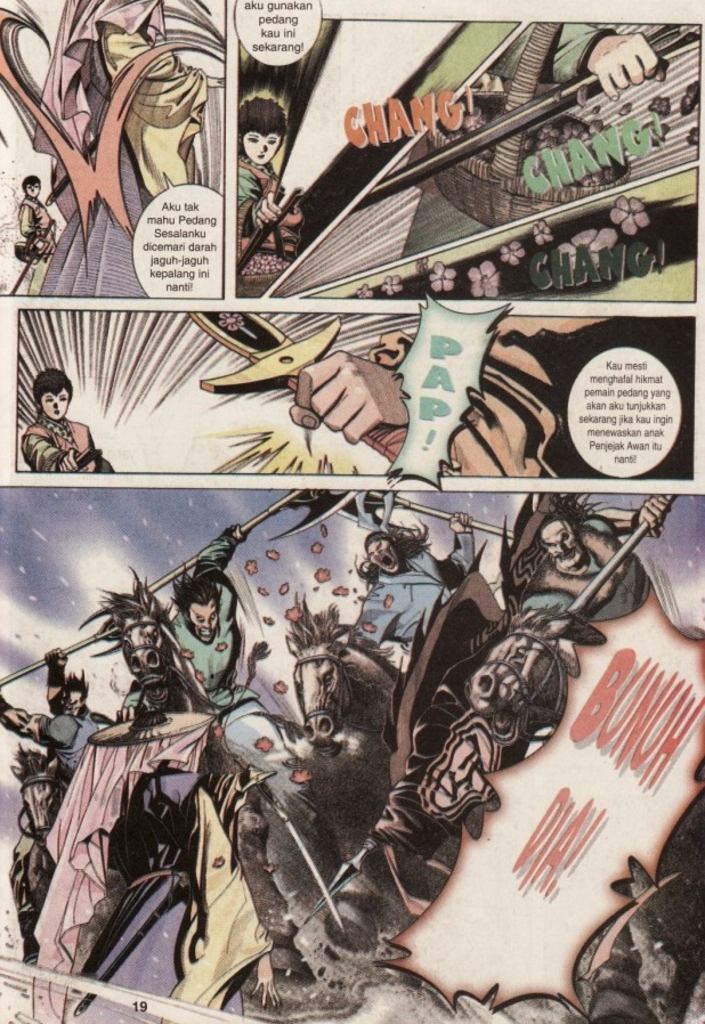 Aku tak
mahu Pedang
Sesalanku
dicemari darah
jaguh-jaguh
kepalang ini
nanti!
aku gunakan
pedang
kau ini
sekarang!
CHANG!
CHANG!
CHANG!
PAP!
Kau mesti
menghafal hikmat
pemain pedang yang
akan aku tunjukkan
sekarang jika kau ingin
menewaskan anak
Penjejak Awan itu
nanti!
BUNUH
DIA!
19